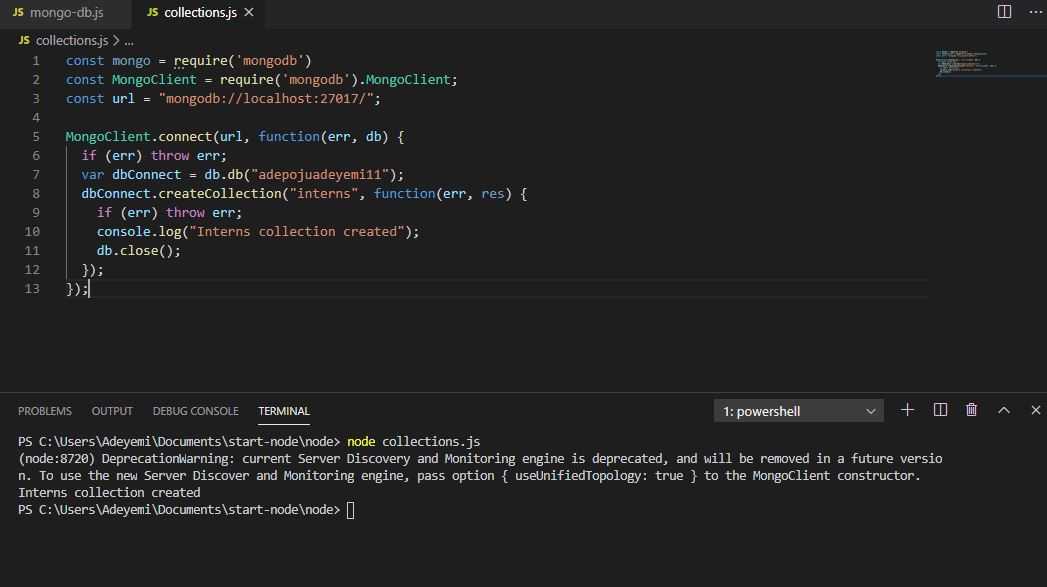 JS mongo-db.js JS collections.js
JS collections.js > ...
1 const mongo = require('mongodb')
2 const MongoClient = require('mongodb').MongoClient;
3 const url = "mongodb://localhost:27017/";
4
5 MongoClient.connect(url, function(err, db) {
6 if (err) throw err;
7 var dbConnect = db.db("adepojuadeyemi11");
8 dbConnect.createCollection("interns", function(err, res) {
9 if (err) throw err;
10 console.log("Interns collection created");
11 db.close();
12 });
13 });
PROBLEMS OUTPUT DEBUG CONSOLE TERMINAL 1: powershell
PS C:\Users\Adeyemi\Documents\start-node\node> node collections.js
(node:8720) DeprecationWarning: current Server Discovery and Monitoring engine is deprecated, and will be removed in a future versio
n. To use the new Server Discover and Monitoring engine, pass option { useUnifiedTopology: true } to the MongoClient constructor.
Interns collection created
PS C:\Users\Adeyemi\Documents\start-node\node>